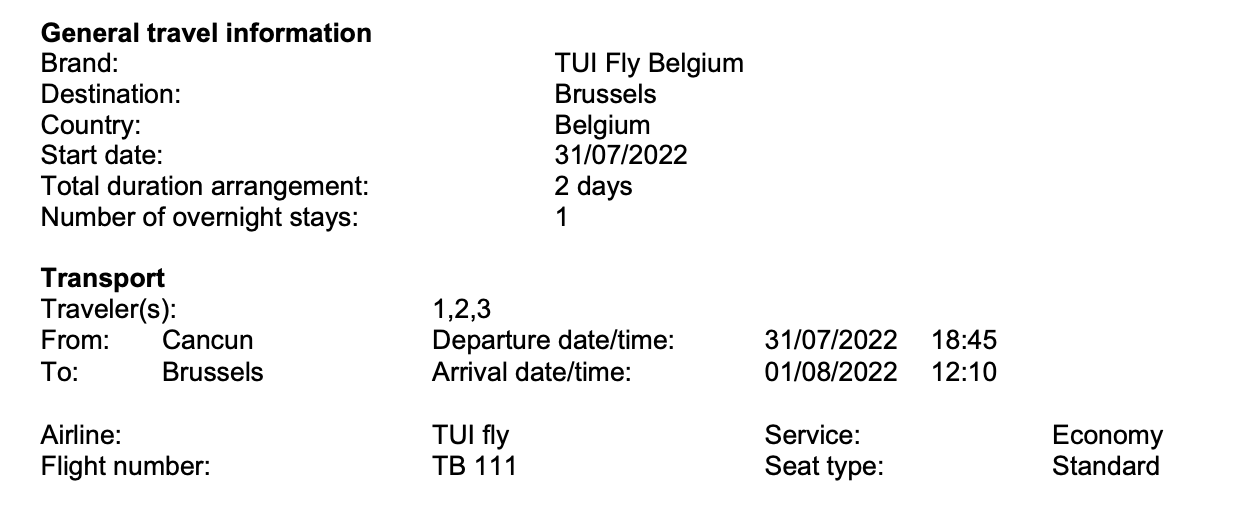 General travel information
Brand: TUI Fly Belgium
Destination: Brussels
Country: Belgium
Start date: 31/07/2022
Total duration arrangement: 2 days
Number of overnight stays: 1
Transport
Traveler(s): 1,2,3
From: Cancun Departure date/time: 31/07/2022 18:45
To: Brussels Arrival date/time: 01/08/2022 12:10
Airline: TUI fly Service: Economy
Flight number: TB 111 Seat type: Standard